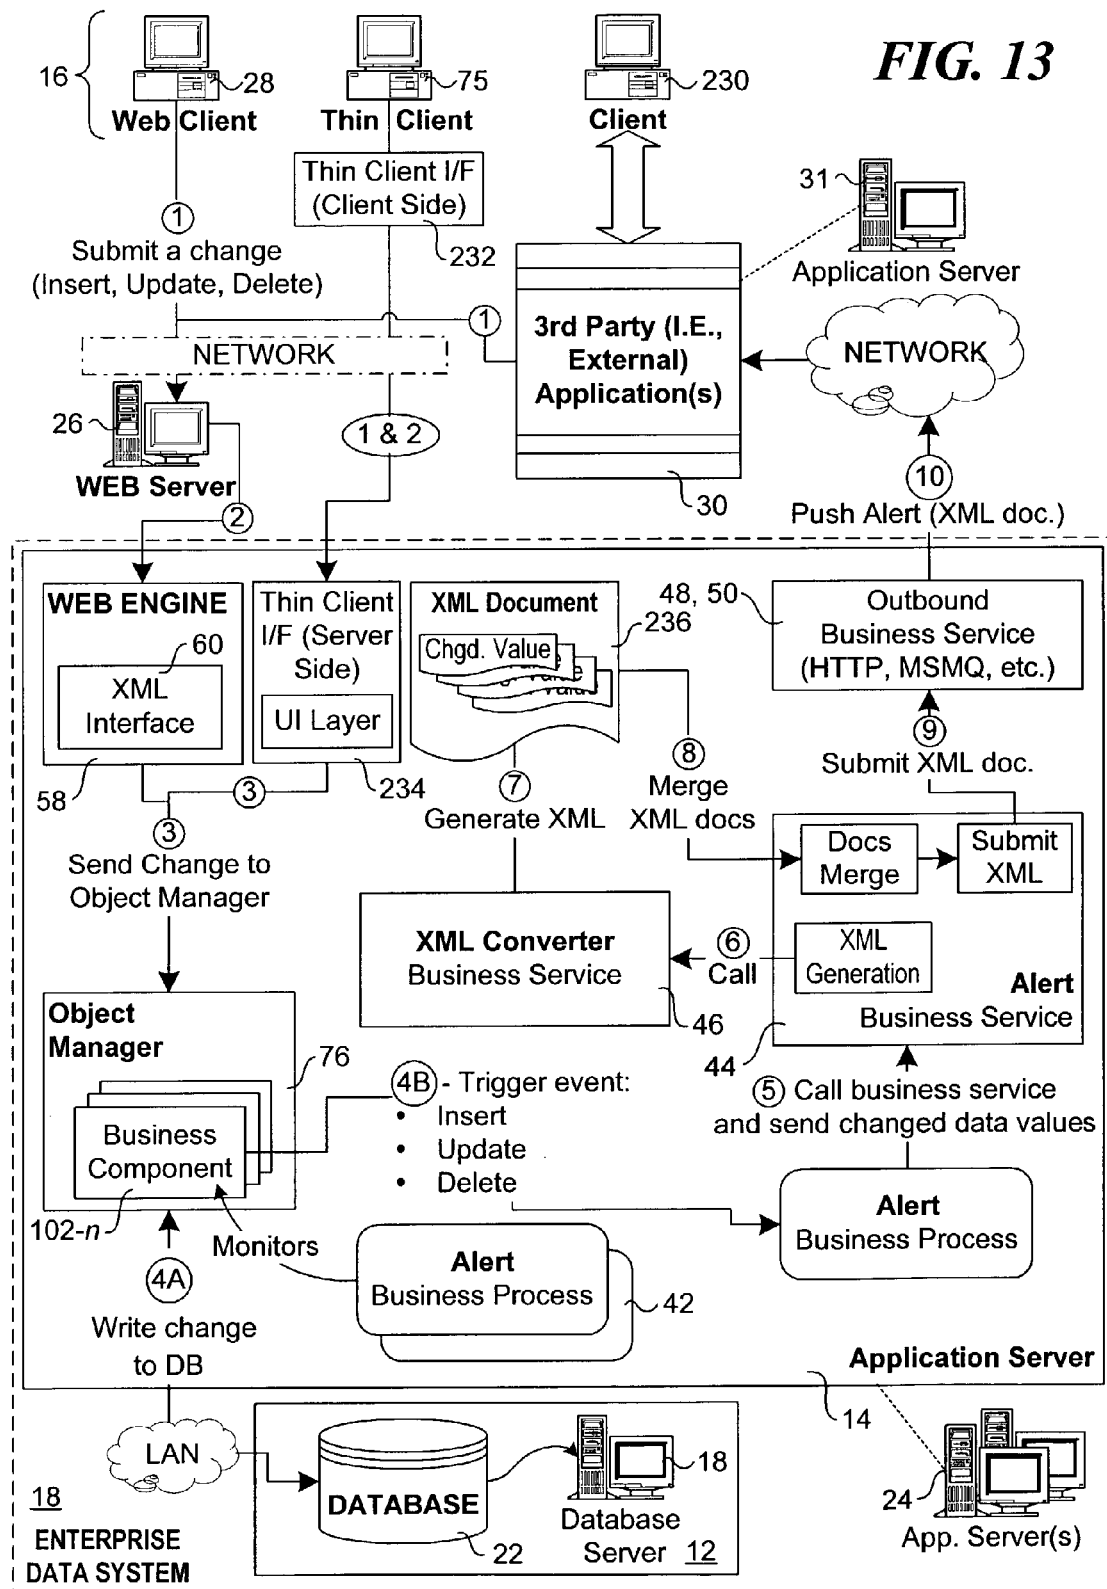 FIG. 13
16
28
75
230
Web Client
Thin Client
Client
Thin Client I/F
(Client Side)
232
31
Application Server
1
Submit a change
(Insert, Update, Delete)
1
3rd Party (I.E.,
External)
Application(s)
NETWORK
NETWORK
26
WEB Server
1 & 2
30
10
Push Alert (XML doc.)
2
WEB ENGINE
60
XML
Interface
58
Thin Client
I/F (Server
Side)
UI Layer
234
XML Document
236
Chgd. Value
48, 50
Outbound
Business Service
(HTTP, MSMQ, etc.)
9
Submit XML doc.
8
Merge
XML docs
7
Generate XML
3
3
Send Change to
Object Manager
Docs
Merge
Submit
XML
XML Converter
Business Service
46
6
Call
XML
Generation
Alert
Business Service
44
Object
Manager
76
Business
Component
102-n
4B - Trigger event:
• Insert
• Update
• Delete
5 Call business service
and send changed data values
Alert
Business Process
Monitors
Alert
Business Process
42
4A
Write change
to DB
Application Server
14
LAN
DATABASE
22
18
Database
Server
12
24
App. Server(s)
18
ENTERPRISE
DATA SYSTEM